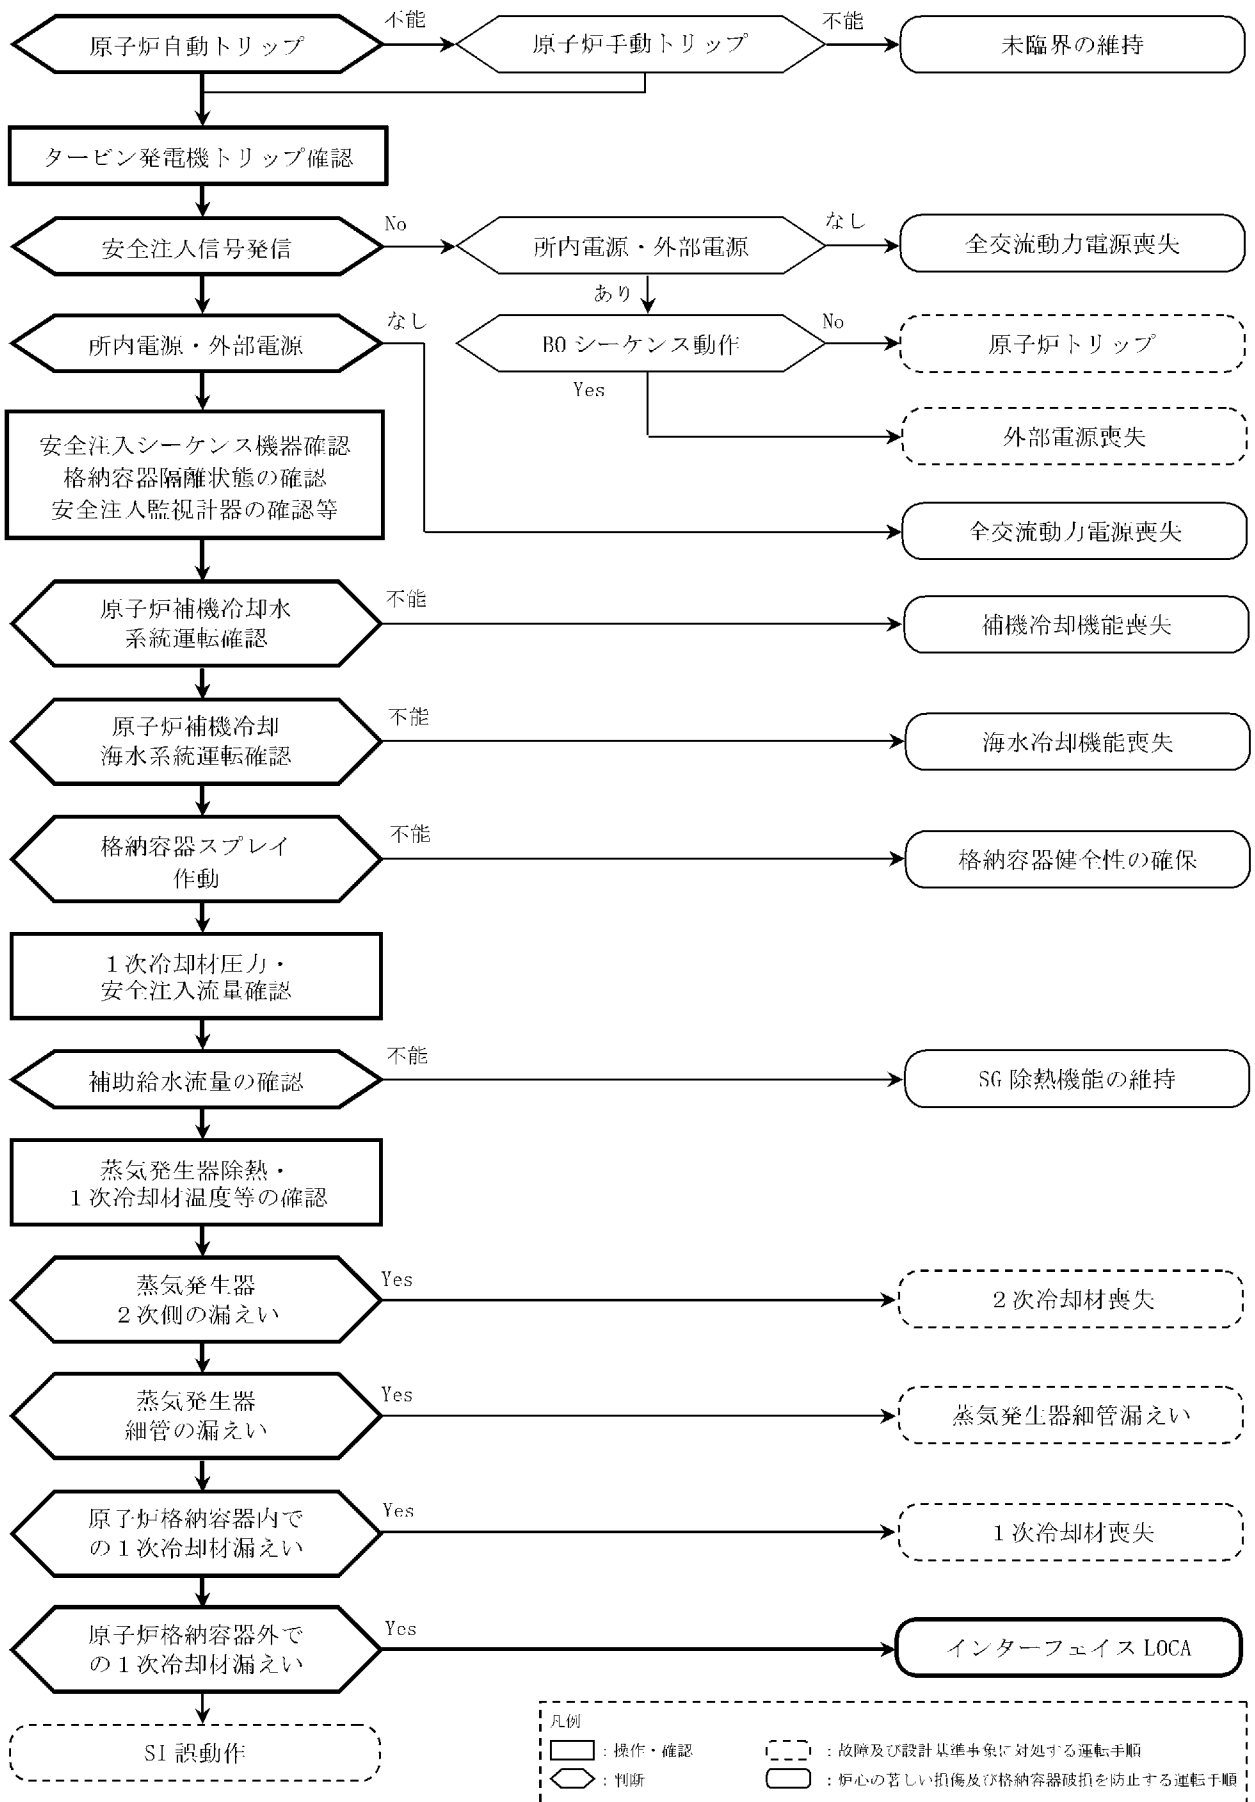 原子炉自動トリップ
不能
原子炉手動トリップ
不能
未臨界の維持
タービン発電機トリップ確認
安全注入信号発信
No
所内電源・外部電源
なし
全交流動力電源喪失
あり
所内電源・外部電源
なし
BO シーケンス動作
No
原子炉トリップ
Yes
外部電源喪失
安全注入シーケンス機器確認
格納容器隔離状態の確認
安全注入監視計器の確認等
全交流動力電源喪失
原子炉補機冷却水
系統運転確認
不能
補機冷却機能喪失
原子炉補機冷却
海水系統運転確認
不能
海水冷却機能喪失
格納容器スプレイ
作動
不能
格納容器健全性の確保
1次冷却材圧力・
安全注入流量確認
補助給水流量の確認
不能
SG 除熱機能の維持
蒸気発生器除熱・
1次冷却材温度等の確認
蒸気発生器
2次側の漏えい
Yes
2次冷却材喪失
蒸気発生器
細管の漏えい
Yes
蒸気発生器細管漏えい
原子炉格納容器内で
の1次冷却材漏えい
Yes
1次冷却材喪失
原子炉格納容器外で
の1次冷却材漏えい
Yes
インターフェイス LOCA
SI 誤動作
凡例
：操作・確認
：故障及び設計基準事象に対処する運転手順
：判断
：炉心の著しい損傷及び格納容器破損を防止する運転手順